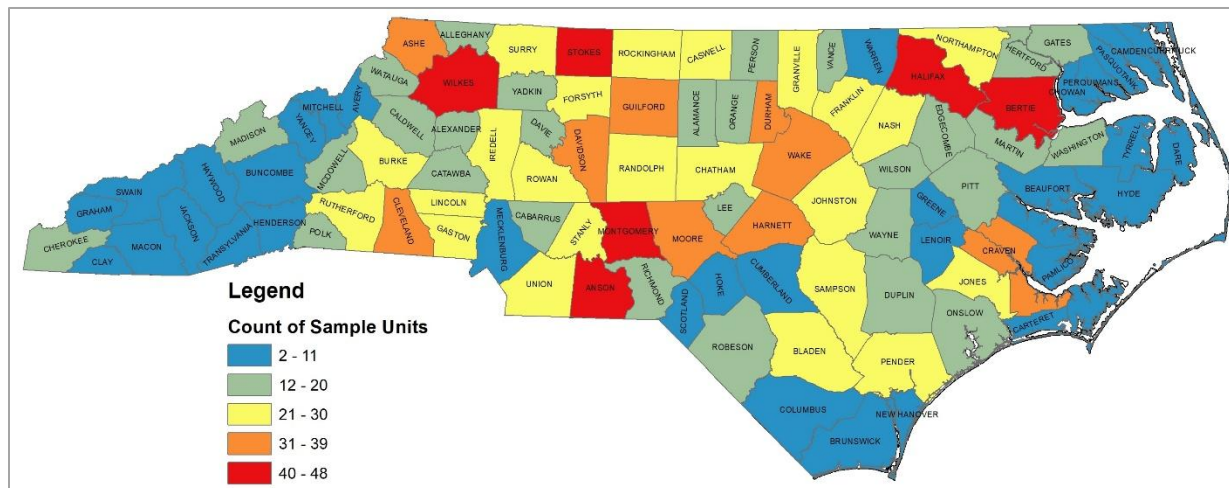 ALLEGHANY
ASHE
SURRY
STOKES
ROCKINGHAM
CASWELL
PERSON
GRANVILLE
VANCE
WARREN
NORTHAMPTON
HERTFORD
GATES
CAMDEN
CURRITUCK
PASQUOTANK
PERQUIMANS
CHOWAN
WATAUGA
WILKES
YADKIN
FORSYTH
GUILFORD
ALAMANCE
ORANGE
DURHAM
FRANKLIN
HALIFAX
BERTIE
AVERY
MITCHELL
YANCEY
MADISON
CALDWELL
ALEXANDER
IREDELL
DAVIE
DAVIDSON
RANDOLPH
CHATHAM
WAKE
NASH
EDGECOMBE
MARTIN
WASHINGTON
TYRRELL
DARE
MCDOWELL
BURKE
CATAWBA
ROWAN
WILSON
PITT
BEAUFORT
HYDE
SWAIN
HAYWOOD
BUNCOMBE
RUTHERFORD
CLEVELAND
LINCOLN
GASTON
MECKLENBURG
CABARRUS
STANLY
MONTGOMERY
MOORE
LEE
HARNETT
JOHNSTON
WAYNE
GREENE
LENOIR
CRAVEN
PAMLICO
GRAHAM
CHEROKEE
CLAY
MACON
JACKSON
TRANSYLVANIA
HENDERSON
POLK
UNION
ANSON
RICHMOND
SCOTLAND
HOKE
CUMBERLAND
SAMPSON
DUPLIN
JONES
ONSLOW
CARTERET
ROBESON
BLADEN
PENDER
COLUMBUS
NEW HANOVER
BRUNSWICK
Legend
Count of Sample Units
2 - 11
12 - 20
21 - 30
31 - 39
40 - 48